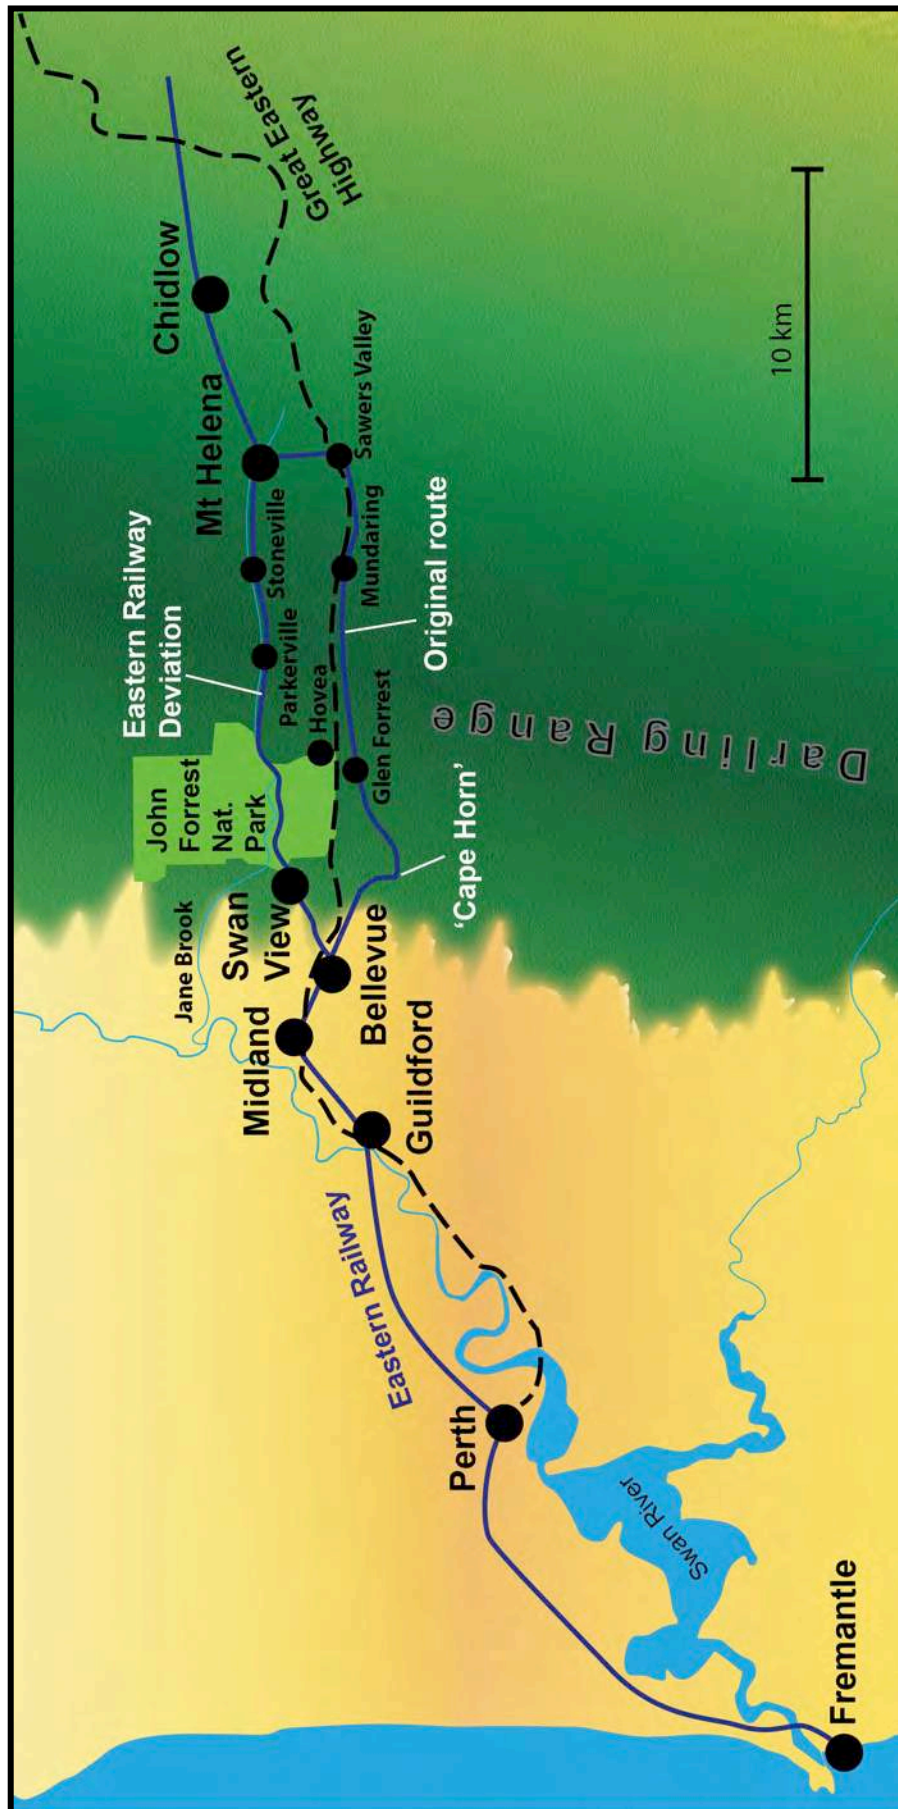 Great Eastern
Highway
Chidlow
Mt Helena
Sawers Valley
10 km
Eastern Railway
Deviation
Stoneville
Mundaring
Parkerville
Hovea
Original route
John
Forrest
Nat.
Park
Glen Forrest
Darling Range
'Cape Horn'
Jane Brook
Swan
View
Bellevue
Midland
Guildford
Eastern Railway
Perth
Swan River
Fremantle